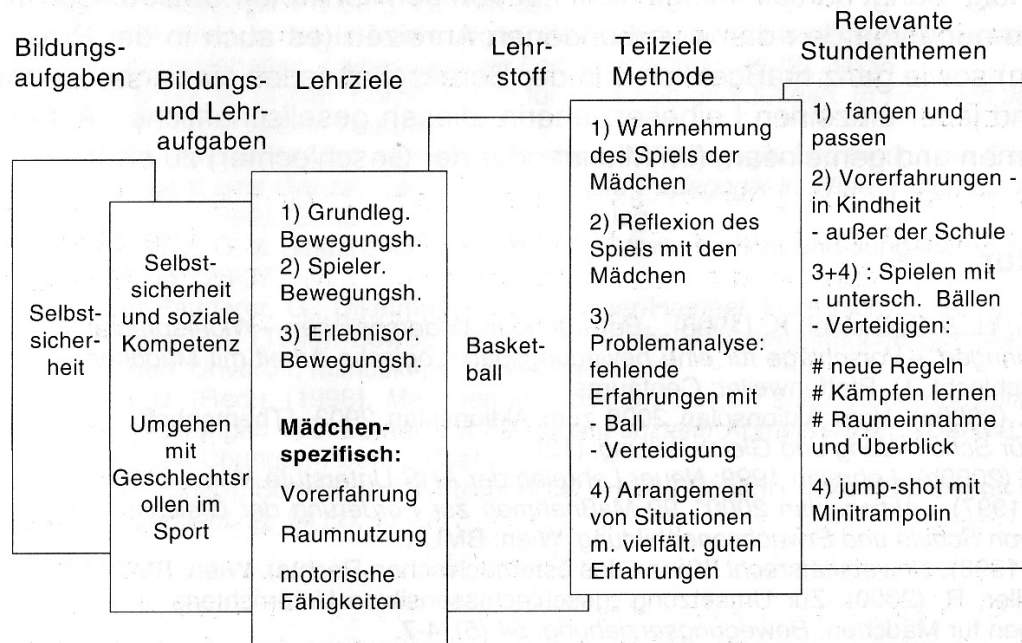 Bildungs-
aufgaben
Bildungs-
und Lehr-
aufgaben
Lehrziele
Lehr-
stoff
Teilziele
Methode
Relevante
Studenthemen
Selbst-
sicher-
heit
Selbst-
sicherheit
und soziale
Kompetenz
Umgehen
mit
Geschlechtsr
ollen im
Sport
1) Grundleg.
Bewegungsh.
2) Spieler.
Bewegungsh.
3) Erlebnisor.
Bewegungsh.
Mädchen-
spezifisch:
Vorerfahrung
Raumnutzung
motorische
Fähigkeiten
Basket-
ball
1) Wahrnehmung
des Spiels der
Mädchen
2) Reflexion des
Spiels mit den
Mädchen
3)
Problemanalyse:
fehlende
Erfahrungen mit
- Ball
- Verteidigung
4) Arrangement
von Situationen
m. vielfält. guten
Erfahrungen
1) fangen und
passen
2) Vorerfahrungen -
in Kindheit
- außer der Schule
3+4) : Spielen mit
- untersch. Bällen
- Verteidigen:
# neue Regeln
# Kämpfen lernen
# Raumeinnahme
und Überblick
4) jump-shot mit
Minitrampolin